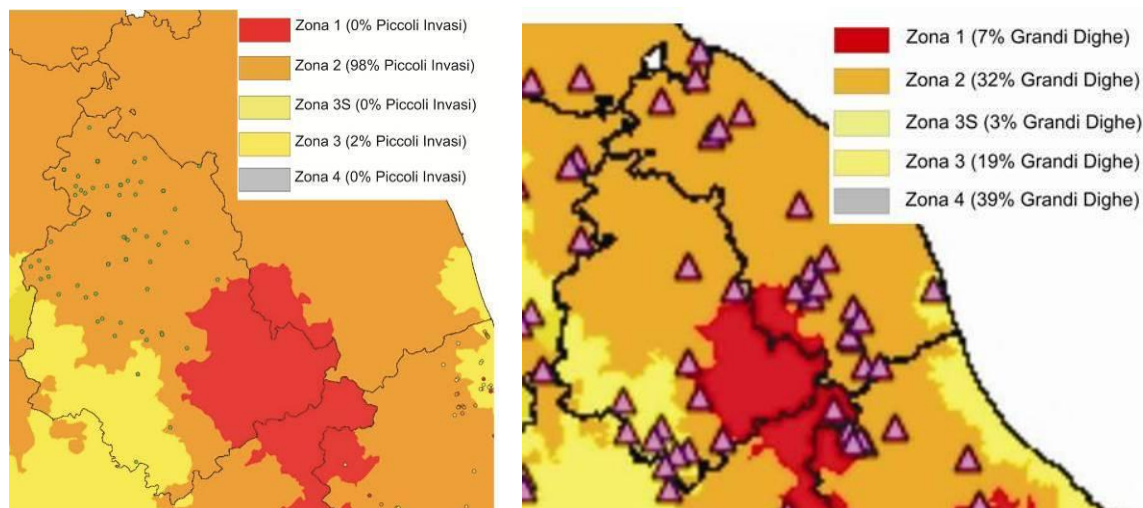 Zona 1 (0% Piccoli Invasi)
Zona 2 (98% Piccoli Invasi)
Zona 3S (0% Piccoli Invasi)
Zona 3 (2% Piccoli Invasi)
Zona 4 (0% Piccoli Invasi)
Zona 1 (7% Grandi Dighe)
Zona 2 (32% Grandi Dighe)
Zona 3S (3% Grandi Dighe)
Zona 3 (19% Grandi Dighe)
Zona 4 (39% Grandi Dighe)